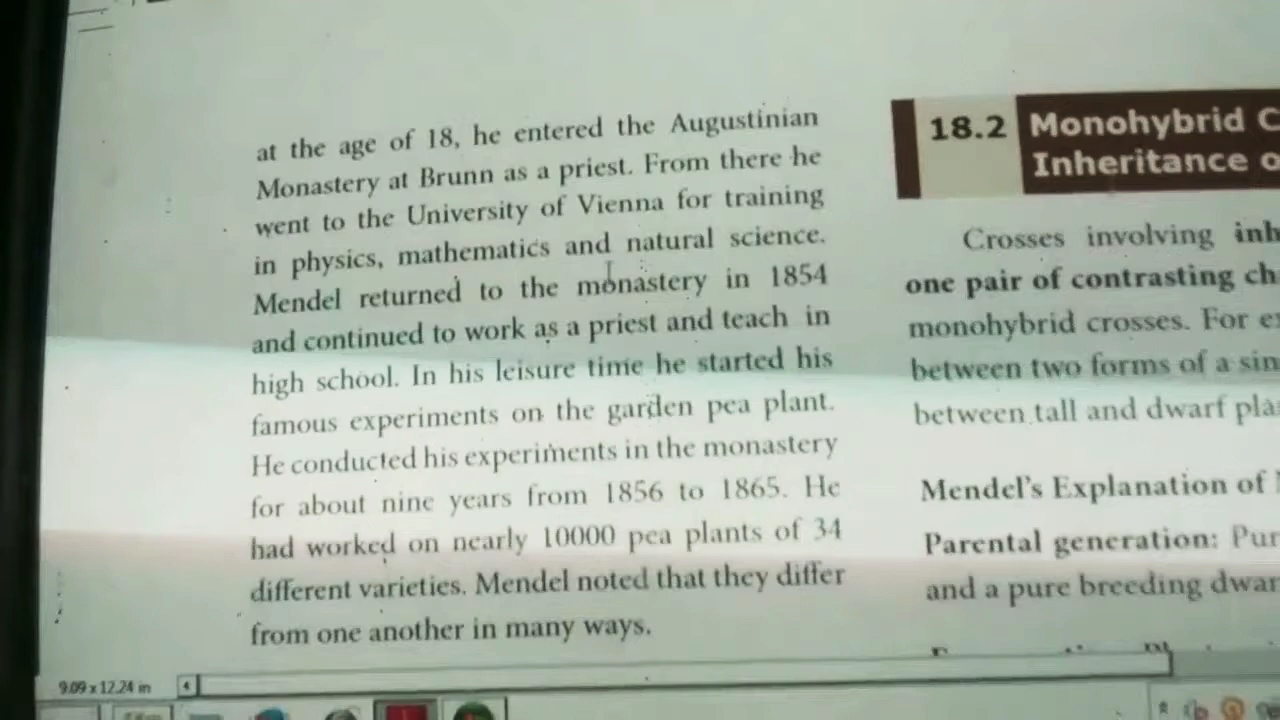 at the age of 18, he entered the Augustinian
Monastery at Brunn as a priest. From there he
went to the University of Vienna for training
in physics, mathematics and natural science.
Mendel returned to the monastery in 1854
and continued to work as a priest and teach in
high school. In his leisure time he started his
famous experiments on the garden pea plant.
He conducted his experiments in the monastery
for about nine years from 1856 to 1865. He
had worked on nearly 10000 pea plants of 34
different varieties. Mendel noted that they differ
from one another in many ways.
18.2 Monohybrid C
Inheritance o
Crosses involving inh
one pair of contrasting ch
monohybrid crosses. For e
between two forms of a sin
between tall and dwarf pla
Mendel's Explanation of
Parental generation: Pur
and a pure breeding dwar
9.09 x 12.24 in